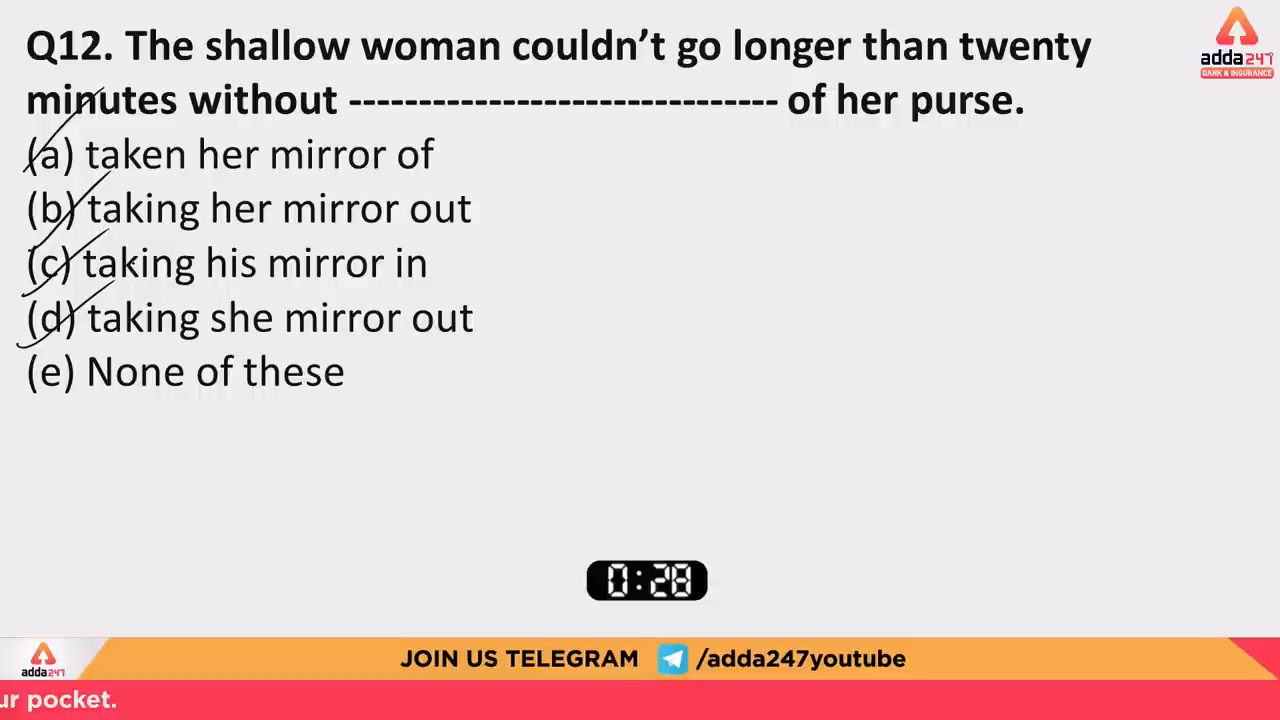 Q12. The shallow woman couldn’t go longer than twenty
minutes without ------------------------------- of her purse.
(a) taken her mirror of
(b) taking her mirror out
(c) taking his mirror in
(d) taking she mirror out
(e) None of these
adda247
BANK & INSURANCE
0:28
adda247
JOIN US TELEGRAM /adda247youtube
ur pocket.